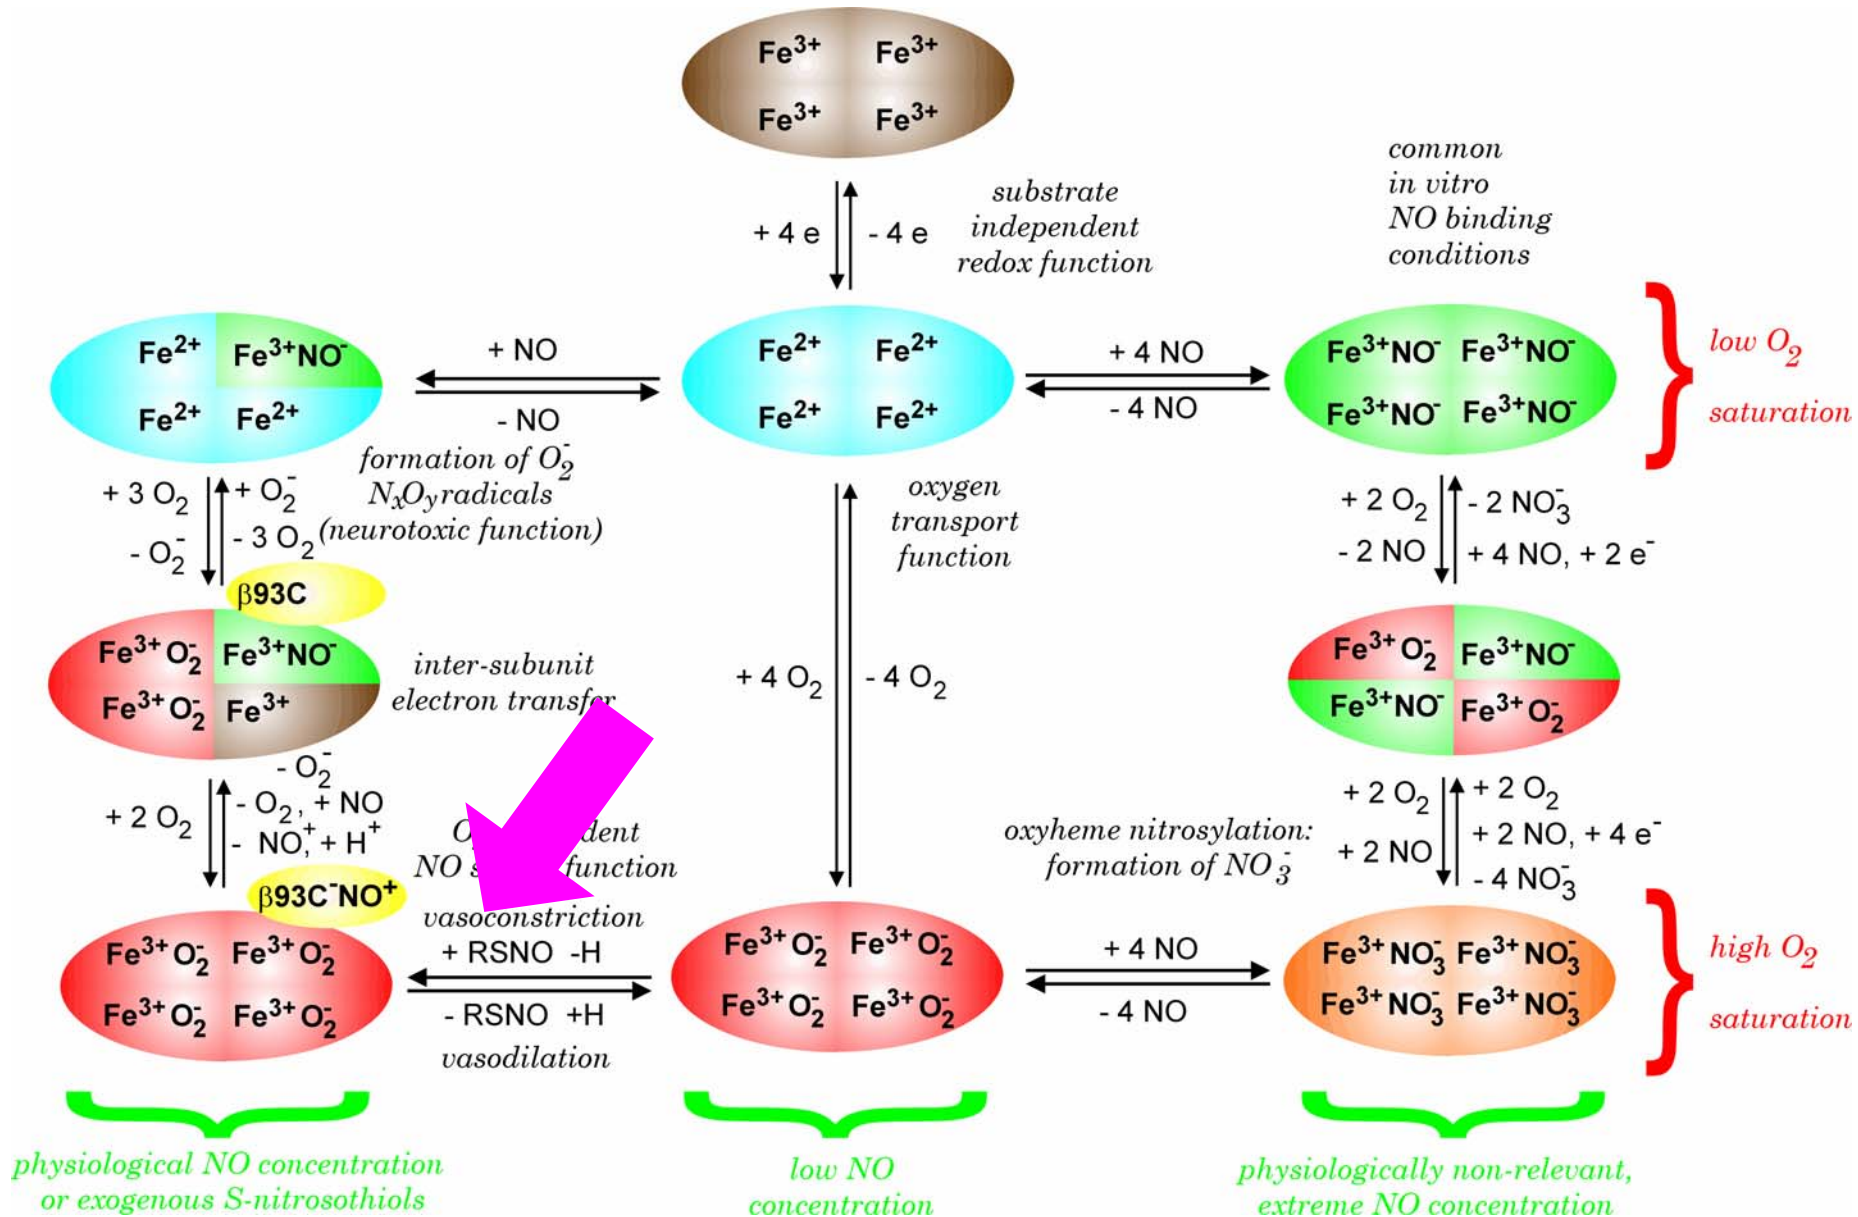 Fe³⁺ Fe³⁺
Fe³⁺ Fe³⁺
+ 4 e - 4 e
substrate
independent
redox function
common
in vitro
NO binding
conditions
Fe²⁺ Fe³⁺NO⁻
Fe²⁺ Fe²⁺
+ NO
- NO
Fe²⁺ Fe²⁺
Fe²⁺ Fe²⁺
+ 4 NO
- 4 NO
Fe³⁺NO⁻ Fe³⁺NO⁻
Fe³⁺NO⁻ Fe³⁺NO⁻
low O₂
saturation
formation of O₂⁻
NₓOᵧ radicals
(neurotoxic function)
+ 3 O₂ + O₂⁻
- O₂⁻ - 3 O₂
oxygen
transport
function
+ 2 O₂ - 2 NO₃⁻
- 2 NO + 4 NO, + 2 e⁻
β93C
Fe³⁺O₂⁻ Fe³⁺NO⁻
Fe³⁺O₂⁻ Fe³⁺
inter-subunit
electron transfer
+ 4 O₂ - 4 O₂
Fe³⁺O₂⁻ Fe³⁺NO⁻
Fe³⁺NO⁻ Fe³⁺O₂⁻
- O₂⁻
+ 2 O₂ - O₂, + NO
- NO⁺, + H⁺
NO function
vasoconstriction
+ RSNO -H
- RSNO +H
vasodilation
oxyheme nitrosylation:
formation of NO₃⁻
+ 2 O₂ + 2 O₂
+ 2 NO + 2 NO, + 4 e⁻
- 4 NO₃⁻
β93C⁻NO⁺
Fe³⁺O₂⁻ Fe³⁺O₂⁻
Fe³⁺O₂⁻ Fe³⁺O₂⁻
Fe³⁺O₂⁻ Fe³⁺O₂⁻
Fe³⁺O₂⁻ Fe³⁺O₂⁻
+ 4 NO
- 4 NO
Fe³⁺NO₃⁻ Fe³⁺NO₃⁻
Fe³⁺NO₃⁻ Fe³⁺NO₃⁻
high O₂
saturation
physiological NO concentration
or exogenous S-nitrosothiols
low NO
concentration
physiologically non-relevant,
extreme NO concentration